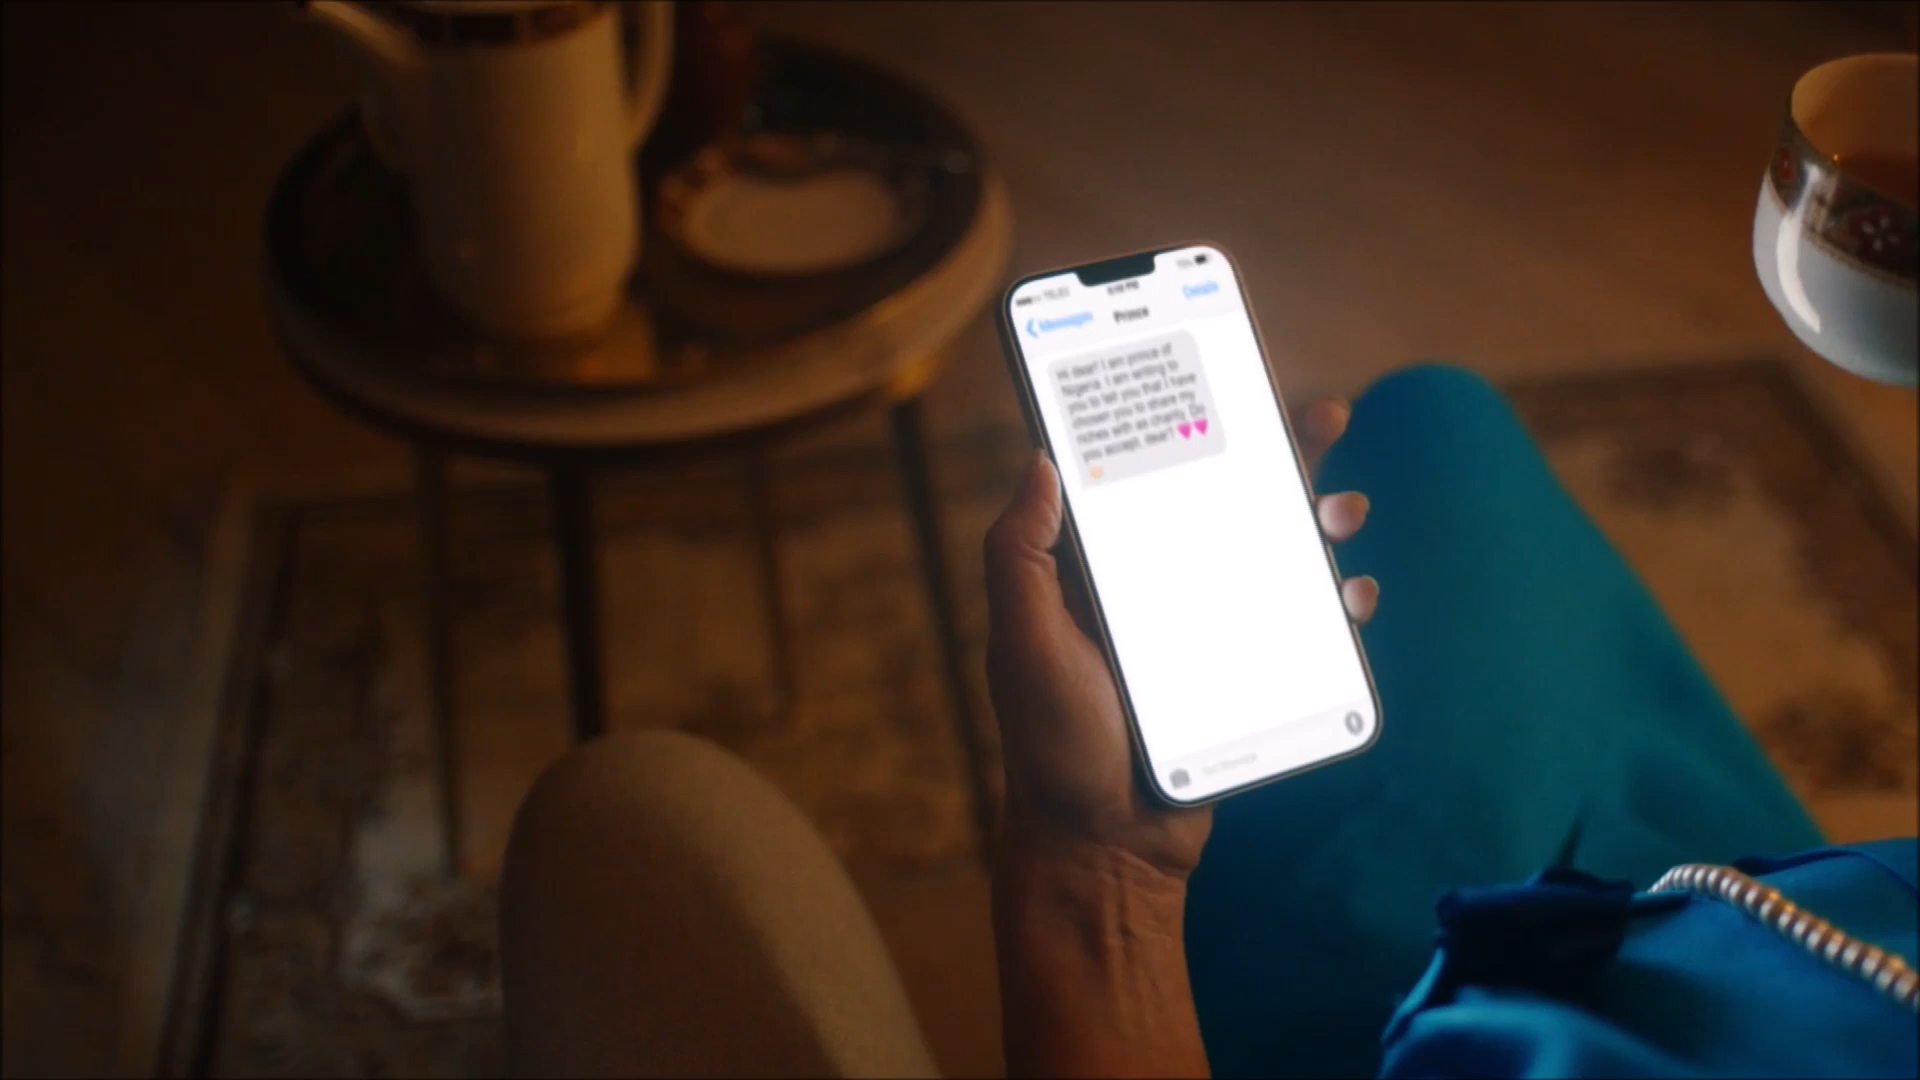 Messages
Prince
Details
Hi dear! I am prince of
Nigeria. I am writing to
you to tell you that I have
chosen you to share my
riches with as charity. Do
you accept, dear? 💗💗
🧡